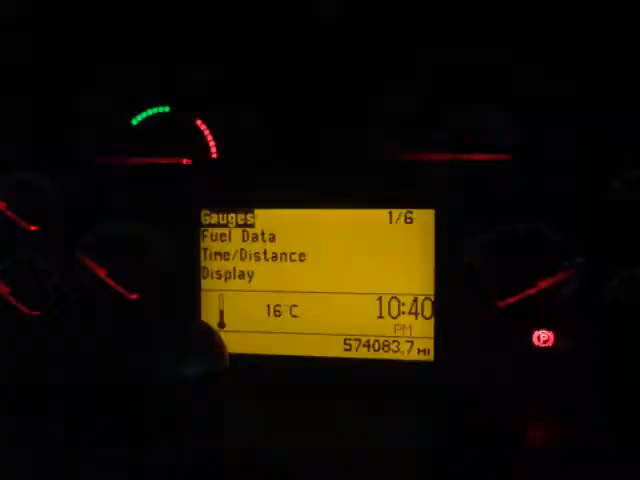 Gauges 1/6
Fuel Data
Time/Distance
Display
16°C 10:40
PM
574083,7 MI
P